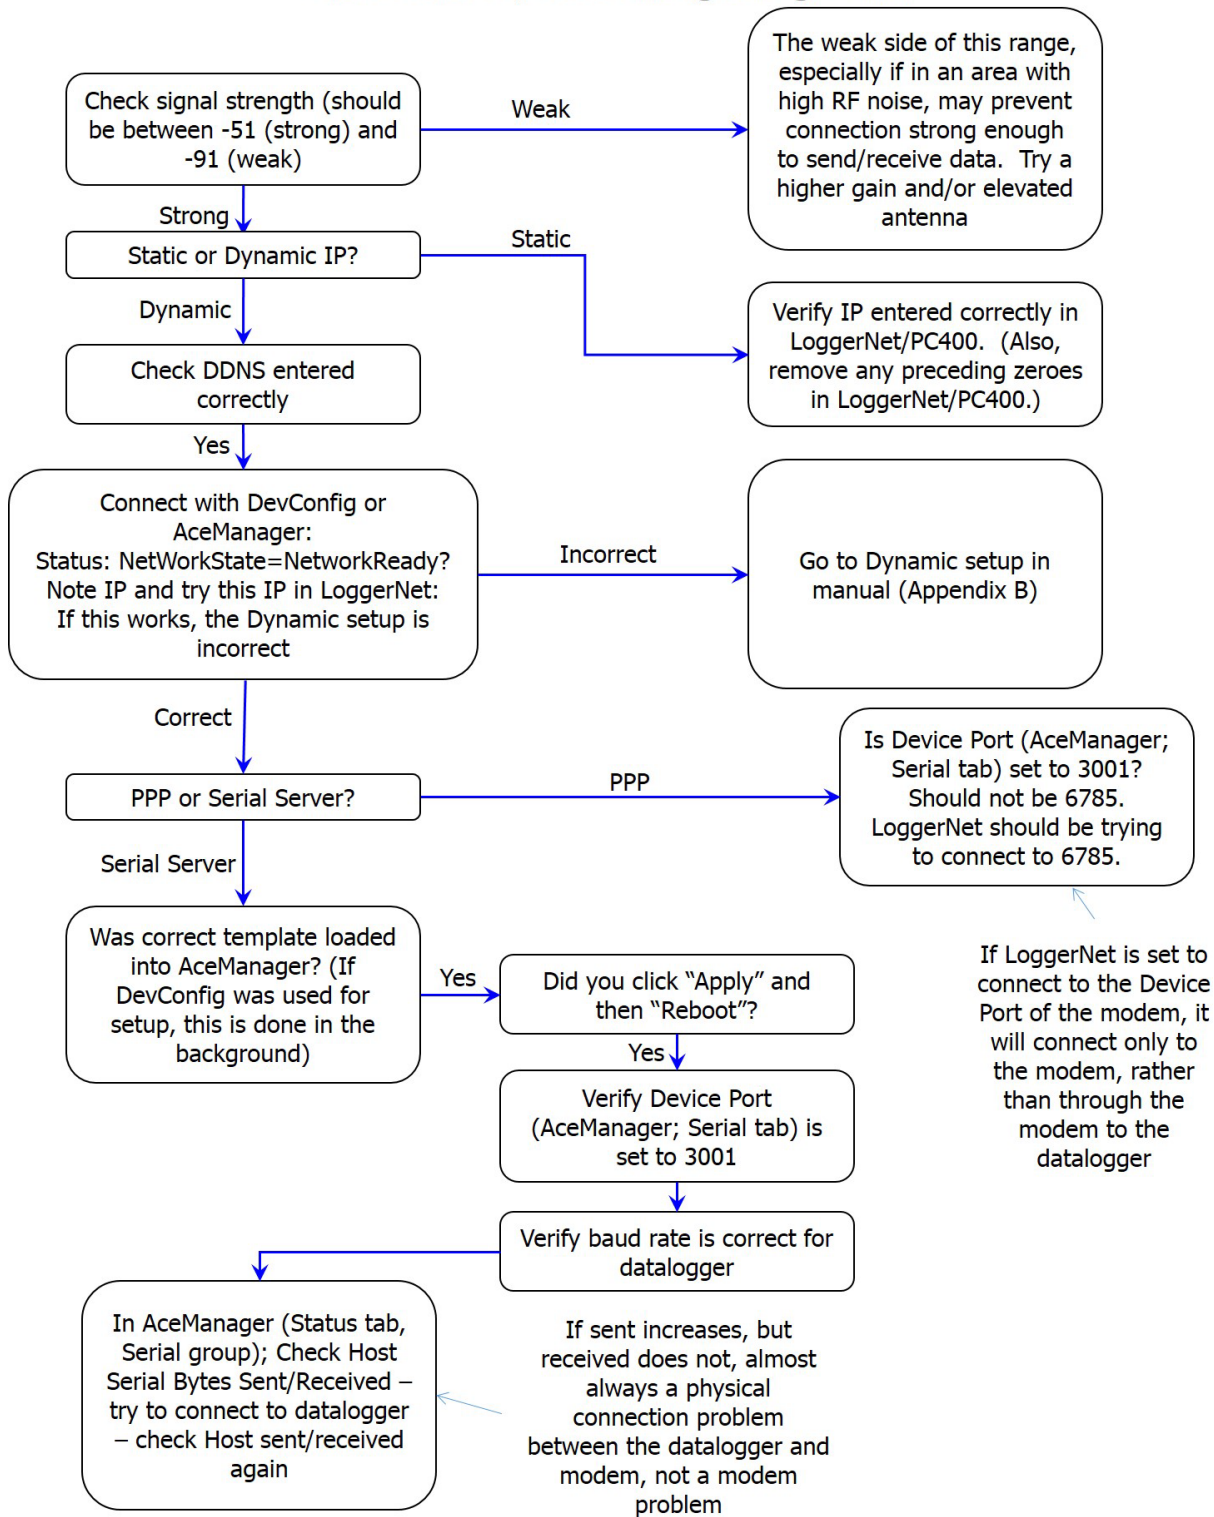 The weak side of this range,
especially if in an area with
high RF noise, may prevent
connection strong enough
to send/receive data.  Try a
higher gain and/or elevated
antenna
Check signal strength (should
be between -51 (strong) and
-91 (weak)
Weak
Strong
Static or Dynamic IP?
Static
Dynamic
Verify IP entered correctly in
LoggerNet/PC400.  (Also,
remove any preceding zeroes
in LoggerNet/PC400.)
Check DDNS entered
correctly
Yes
Connect with DevConfig or
AceManager:
Status: NetWorkState=NetworkReady?
Note IP and try this IP in LoggerNet:
If this works, the Dynamic setup is
incorrect
Incorrect
Go to Dynamic setup in
manual (Appendix B)
Correct
PPP or Serial Server?
PPP
Is Device Port (AceManager;
Serial tab) set to 3001?
Should not be 6785.
LoggerNet should be trying
to connect to 6785.
Serial Server
Was correct template loaded
into AceManager? (If
DevConfig was used for
setup, this is done in the
background)
Yes
Did you click “Apply” and
then “Reboot”?
If LoggerNet is set to
connect to the Device
Port of the modem, it
will connect only to
the modem, rather
than through the
modem to the
datalogger
Yes
Verify Device Port
(AceManager; Serial tab) is
set to 3001
Verify baud rate is correct for
datalogger
In AceManager (Status tab,
Serial group); Check Host
Serial Bytes Sent/Received –
try to connect to datalogger
– check Host sent/received
again
If sent increases, but
received does not, almost
always a physical
connection problem
between the datalogger and
modem, not a modem
problem